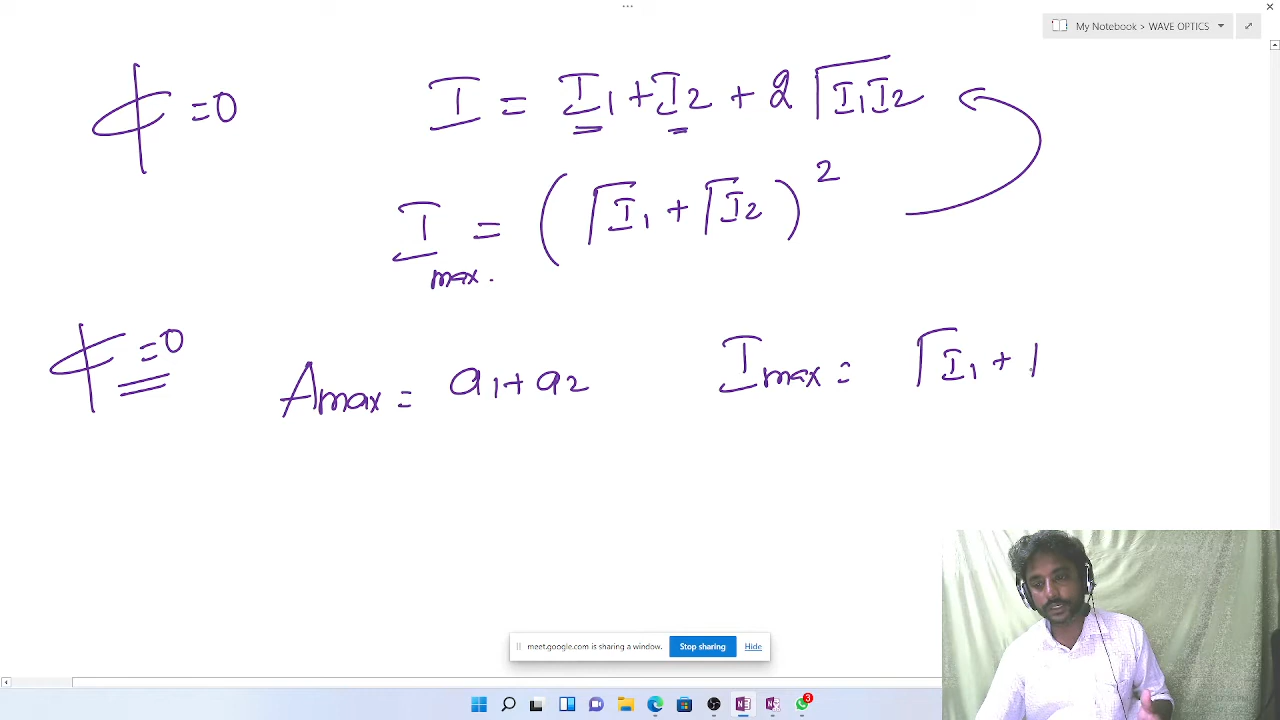 My Notebook > WAVE OPTICS
ϕ = 0
I = I1 + I2 + 2 √I1I2
Imax. = (√I1 + √I2)²
ϕ = 0
Amax = a1 + a2
Imax = √I1 +
meet.google.com is sharing a window.
Stop sharing
Hide
3